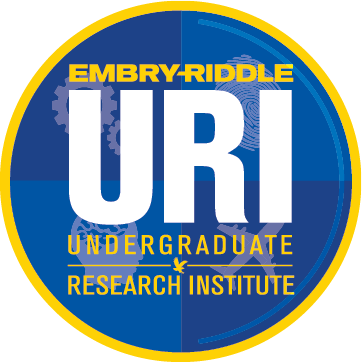 EMBRY-RIDDLE
URI
UNDERGRADUATE
RESEARCH INSTITUTE